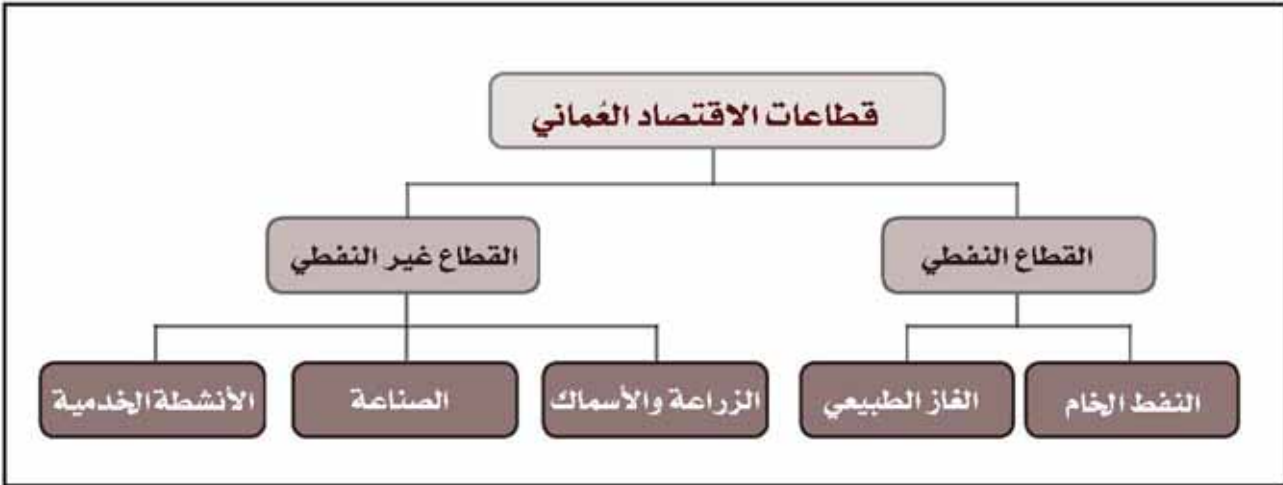 قطاعات الاقتصاد العُماني
القطاع النفطي
القطاع غير النفطي
النفط الخام
الغاز الطبيعي
الزراعة والأسماك
الصناعة
الأنشطة الخدمية